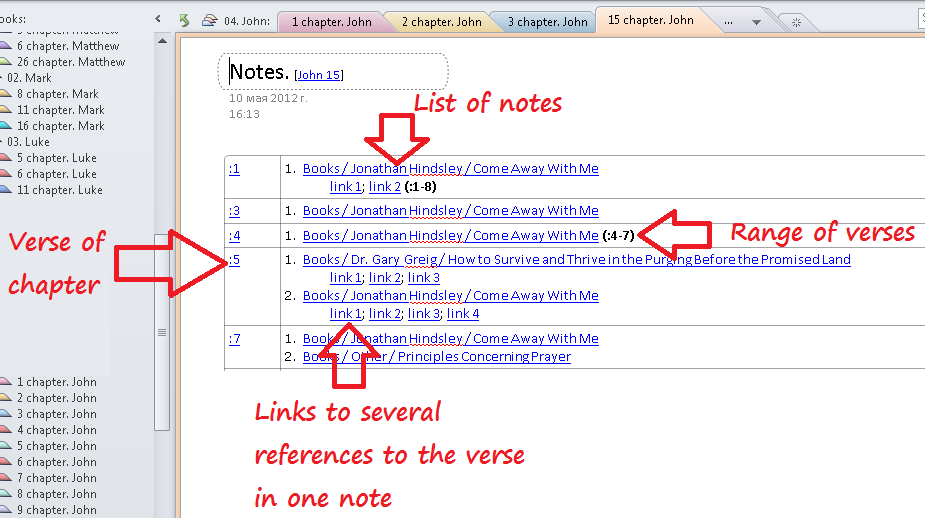 oks:
5 chapter. Matthew
6 chapter. Matthew
26 chapter. Matthew
02. Mark
8 chapter. Mark
11 chapter. Mark
16 chapter. Mark
03. Luke
5 chapter. Luke
6 chapter. Luke
11 chapter. Luke
1 chapter. John
2 chapter. John
3 chapter. John
4 chapter. John
5 chapter. John
6 chapter. John
7 chapter. John
8 chapter. John
9 chapter. John
04. John:
1 chapter. John
2 chapter. John
3 chapter. John
15 chapter. John
...
Notes. [John 15]
10 мая 2012 г.
16:13
List of notes
:1 1. Books / Jonathan Hindsley / Come Away With Me
link 1; link 2 (:1-8)
:3 1. Books / Jonathan Hindsley / Come Away With Me
:4 1. Books / Jonathan Hindsley / Come Away With Me (:4-7)
Range of verses
Verse of
chapter
:5 1. Books / Dr. Gary Greig / How to Survive and Thrive in the Purging Before the Promised Land
link 1; link 2; link 3
2. Books / Jonathan Hindsley / Come Away With Me
link 1; link 2; link 3; link 4
:7 1. Books / Jonathan Hindsley / Come Away With Me
2. Books / Other / Principles Concerning Prayer
Links to several
references to the verse
in one note